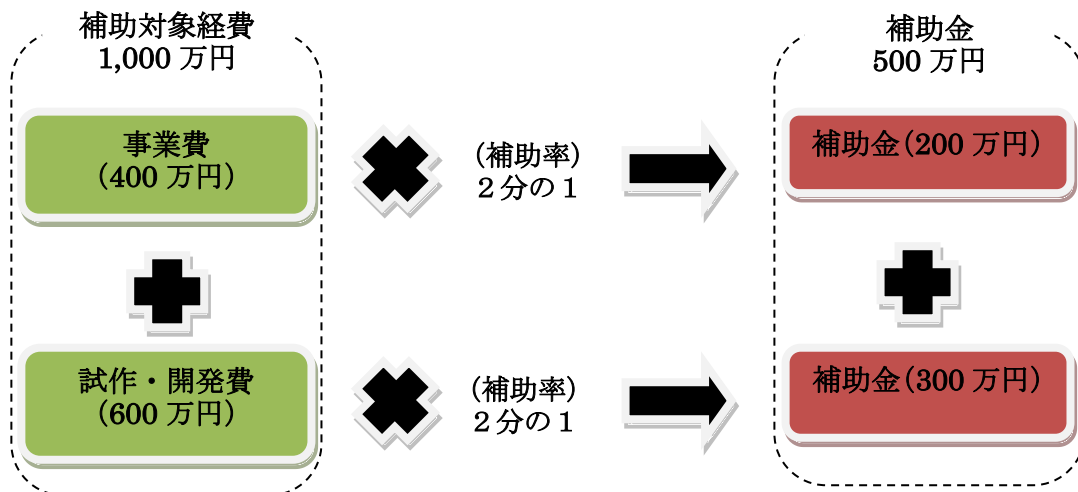 補助対象経費
1,000 万円
補助金
500 万円
事業費
(400 万円)
(補助率)
２分の１
補助金(200 万円)
試作・開発費
(600 万円)
(補助率)
２分の１
補助金(300 万円)